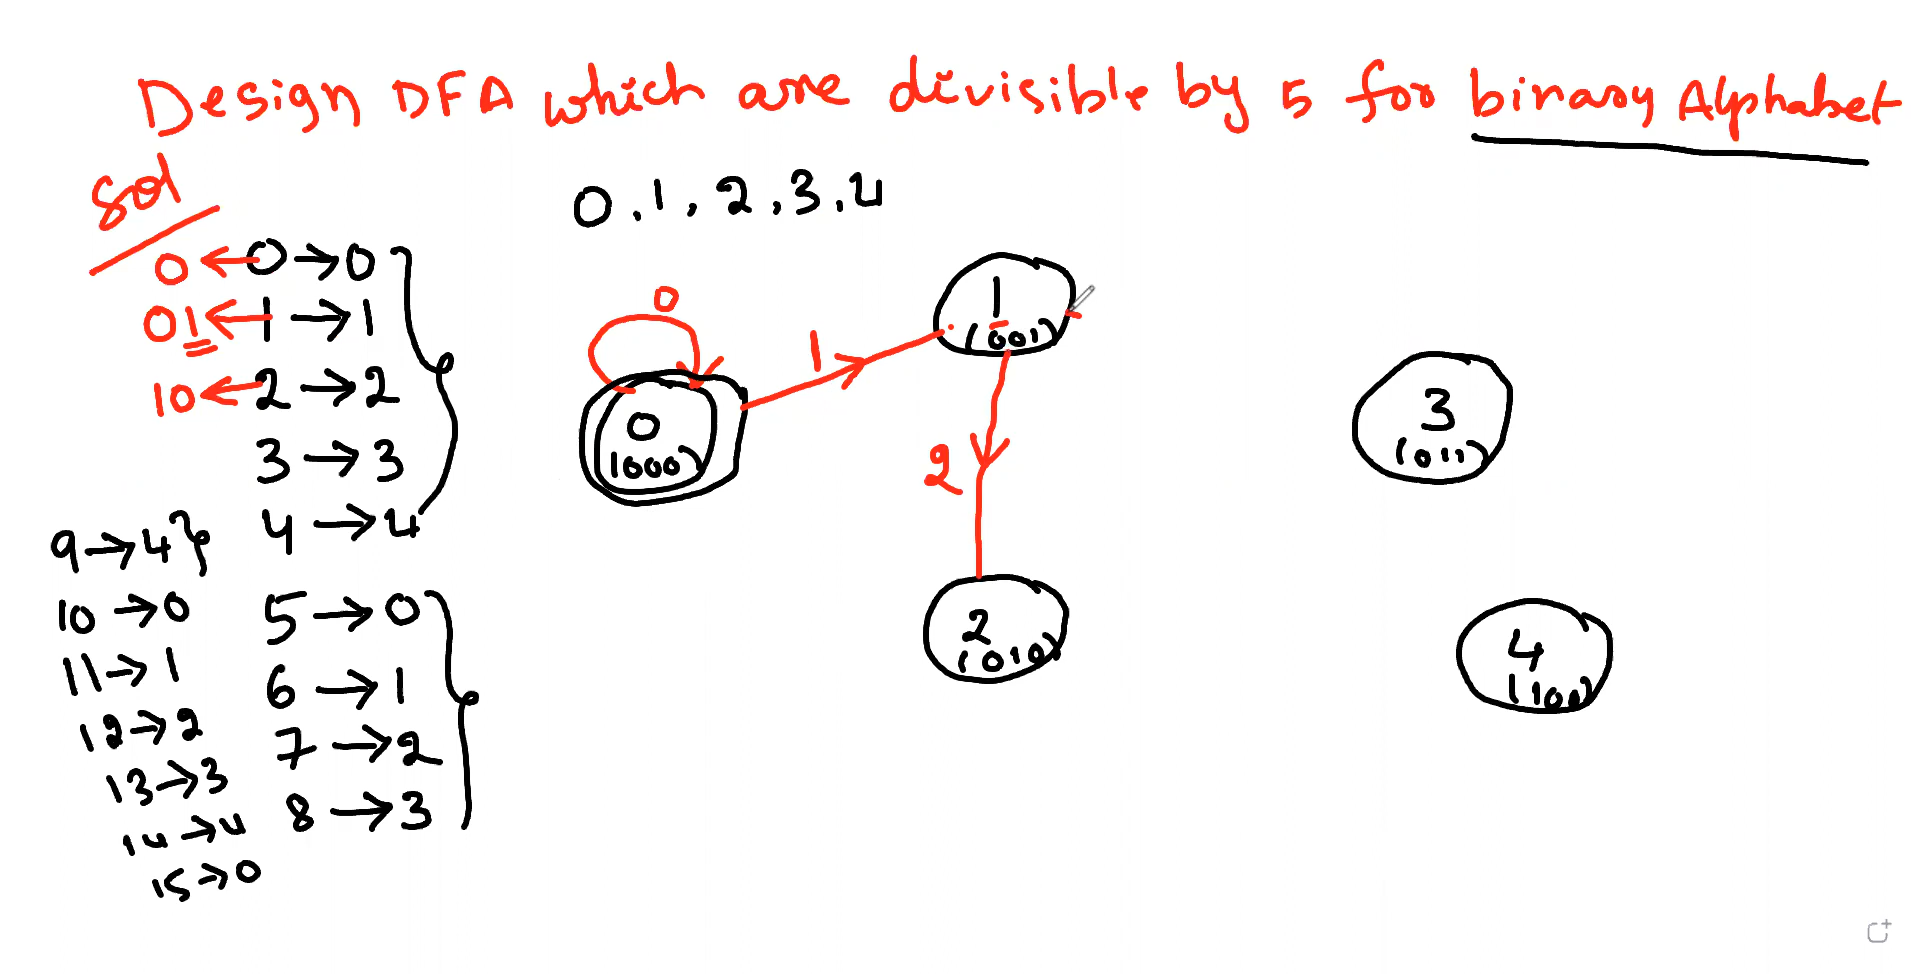 Design DFA which are divisible by 5 for binary Alphabet
Sol
0, 1, 2, 3, 4
0 ← 0 → 0
01 ← 1 → 1
10 ← 2 → 2
3 → 3
4 → 4
5 → 0
6 → 1
7 → 2
8 → 3
9 → 4
10 → 0
11 → 1
12 → 2
13 → 3
14 → 4
15 → 0
0
0
(000)
1
1
(001)
2
2
(010)
3
(011)
4
(100)